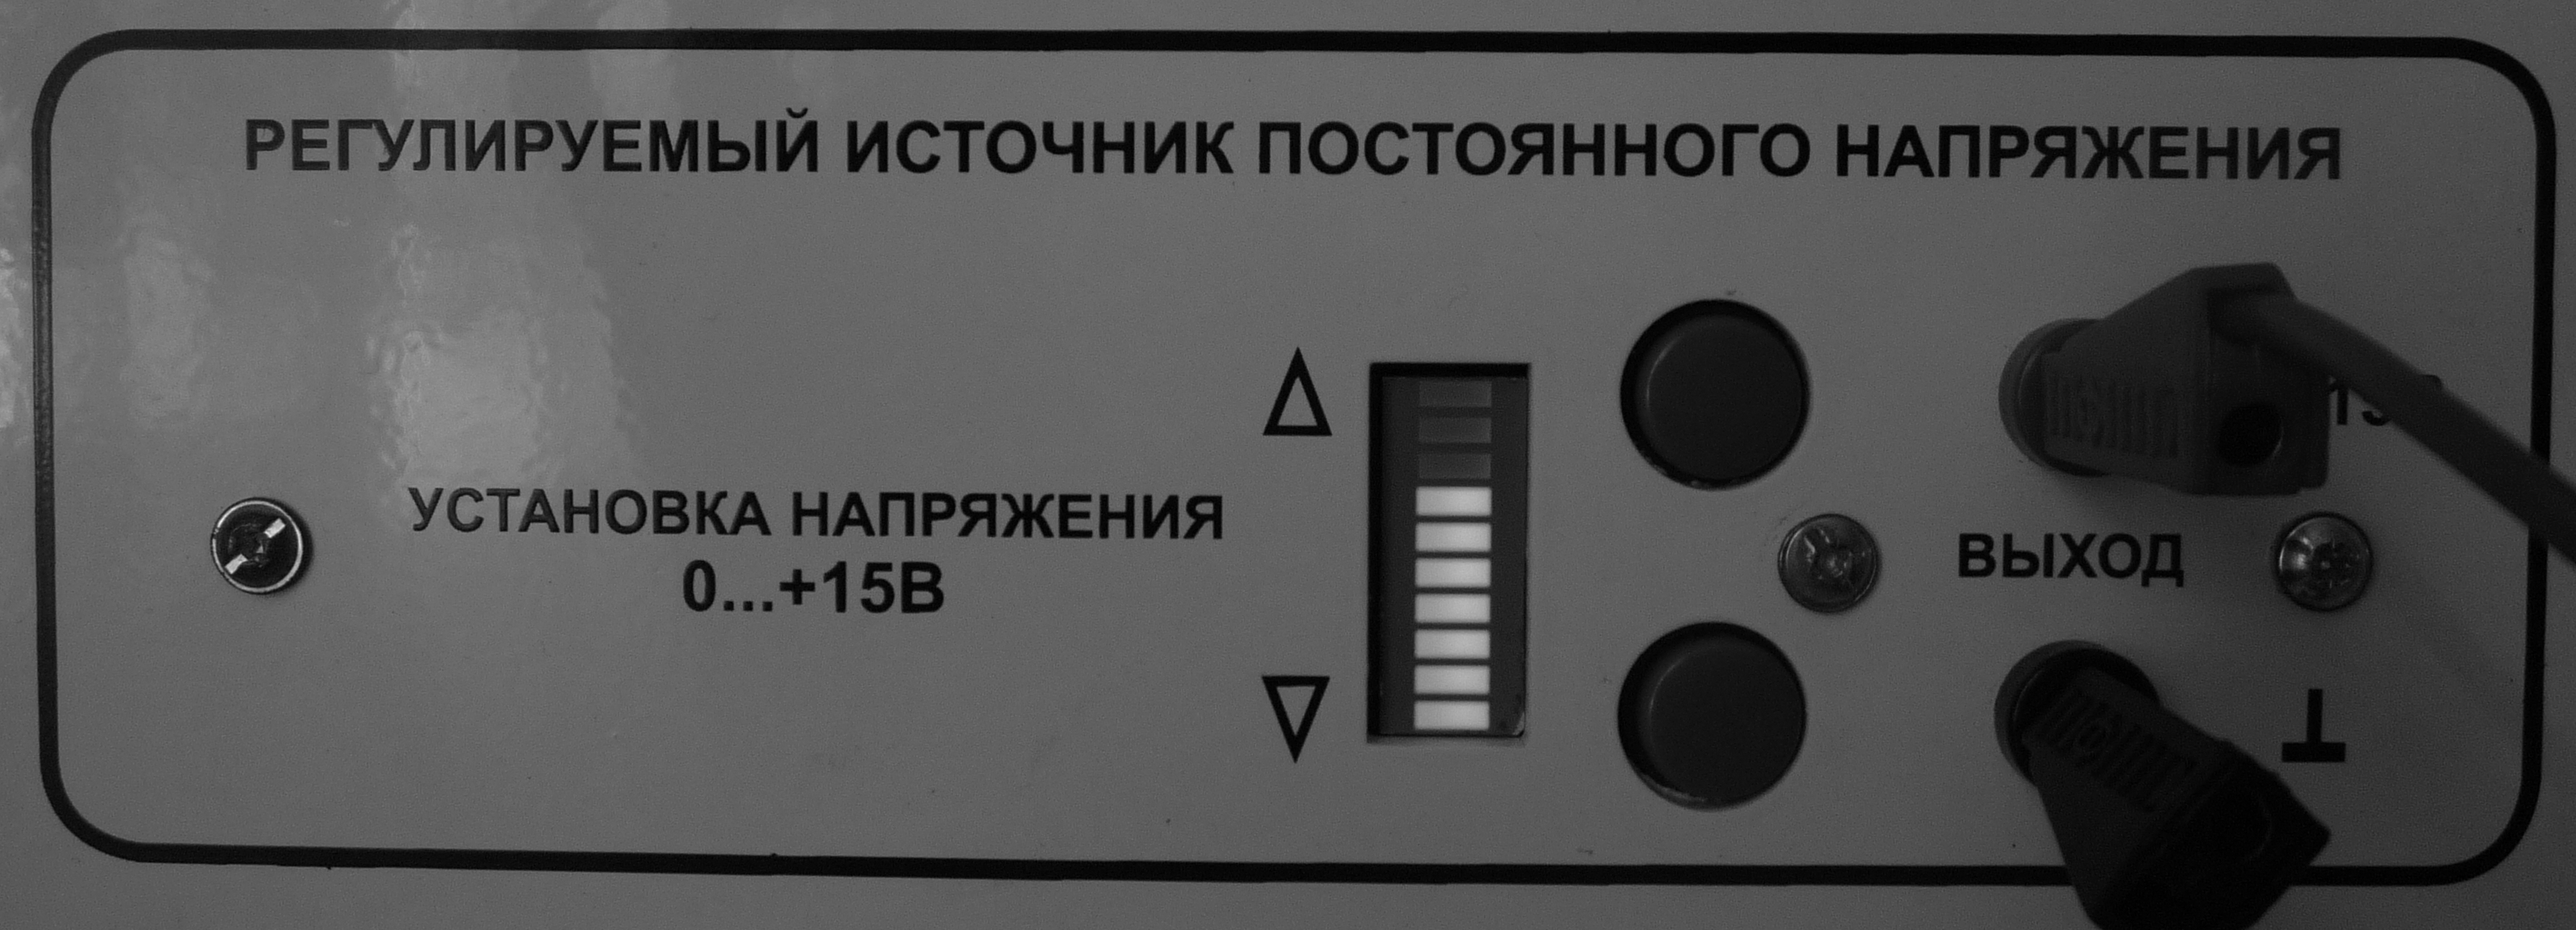 РЕГУЛИРУЕМЫЙ ИСТОЧНИК ПОСТОЯННОГО НАПРЯЖЕНИЯ
УСТАНОВКА НАПРЯЖЕНИЯ
0...+15В
ВЫХОД